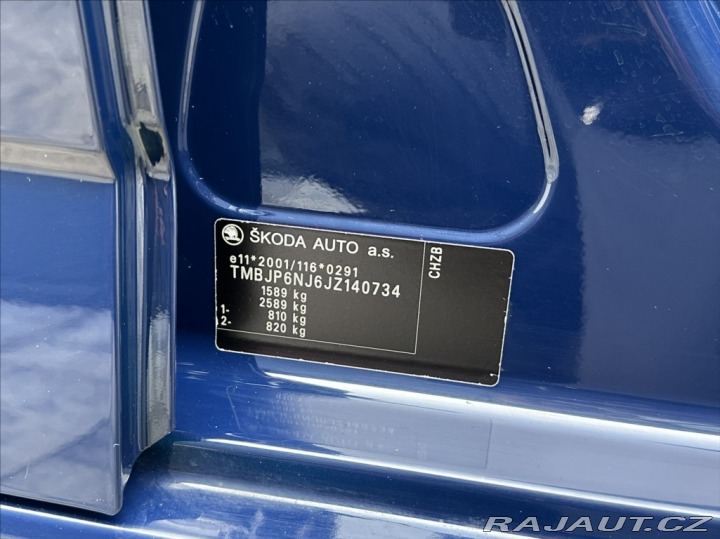 ŠKODA AUTO a.s.
e11*2001/116*0291
TMBJP6NJ6JZ140734
1589 kg
2589 kg
1- 810 kg
2- 820 kg
CHZB
RAJAUT.CZ